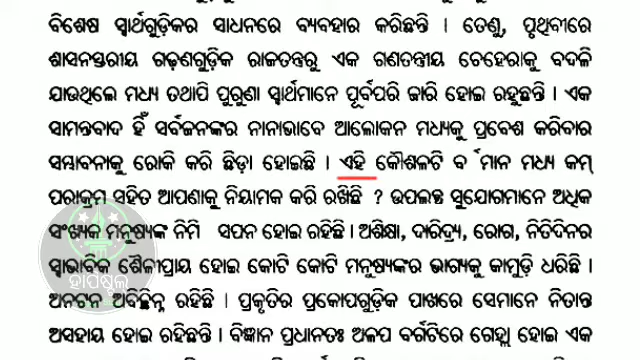 ବିଶେଷ ସ୍ୱାର୍ଥଗୁଡ଼ିକର ସାଧନରେ ବ୍ୟବହାର କରିଛନ୍ତି । ତେଣୁ, ପୃଥିବୀରେ
ଶାସନସ୍ତରୀୟ ଗଢ଼ଣଗୁଡ଼ିକ ରାଜତନ୍ତ୍ରରୁ ଏକ ଗଣତନ୍ତ୍ରୀୟ ଚେହେରାକୁ ବଦଳି
ଯାଉଥିଲେ ମଧ୍ୟ ତଥାପି ପୁରୁଣା ସ୍ୱାର୍ଥମାନେ ପୂର୍ବପରି ଜାରି ହୋଇ ରହୁଛନ୍ତି । ଏକ
ସାମନ୍ତବାଦ ହିଁ ସର୍ବଜନଙ୍କର ନାନାଭାବେ ଆଲୋକନ ମଧ୍ୟକୁ ପ୍ରବେଶ କରିବାର
ସମ୍ଭାବନାକୁ ରୋକି କରି ଛିଡ଼ା ହୋଇଛି । ଏହି କୌଶଳଟି ବର୍ମାନ ମଧ୍ୟ କମ୍
ପରାକ୍ରମ ସହିତ ଆପଣାକୁ ନିୟାମକ କରି ରଖିଛି ? ଉପଲବ୍ଧ ସୁଯୋଗମାନେ ଅଧିକ
ସଂଖ୍ୟକ ମନୁଷ୍ୟଙ୍କ ନିମି ସପନ ହୋଇ ରହିଛି । ଅଶିକ୍ଷା, ଦାରିଦ୍ର୍ୟ, ରୋଗ, ନିତିଦିନର
ସ୍ୱାଭାବିକ ଶୈଳୀପ୍ରାୟ ହୋଇ କୋଟି କୋଟି ମନୁଷ୍ୟଙ୍କର ଭାଗ୍ୟକୁ କାମୁଡ଼ି ଧରିଛି ।
ଅନଟନ ଅବିଚ୍ଛିନ୍ନ ରହିଛି । ପ୍ରକୃତିର ପ୍ରକୋପଗୁଡ଼ିକ ପାଖରେ ସେମାନେ ନିତାନ୍ତ
ଅସହାୟ ହୋଇ ରହିଛନ୍ତି । ବିଜ୍ଞାନ ପ୍ରଧାନତଃ ଅଳପ ବର୍ଗଟିରେ ଗେହ୍ଲା ହୋଇ ଏକ